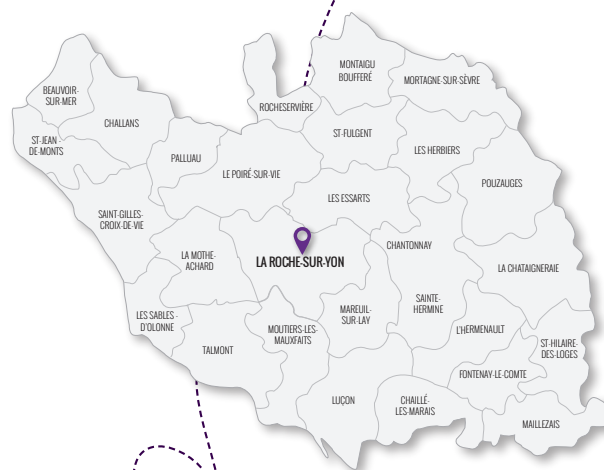 MONTAIGU
BOUFFERÉ
MORTAGNE-SUR-SÈVRE
BEAUVOIR-
SUR-MER
ROCHESERVIÈRE
CHALLANS
ST-FULGENT
ST-JEAN
DE-MONTS
LES HERBIERS
PALLUAU
LE POIRÉ-SUR-VIE
POUZAUGES
LES ESSARTS
SAINT-GILLES-
CROIX-DE-VIE
CHANTONNAY
LA MOTHE-
ACHARD
LA ROCHE-SUR-YON
LA CHATAIGNERAIE
SAINTE-
HERMINE
MAREUIL-
SUR-LAY
LES SABLES -
D'OLONNE
MOUTIERS-LES-
MAUXFAITS
L'HERMENAULT
TALMONT
ST-HILAIRE-
DES-LOGES
FONTENAY-LE-COMTE
LUÇON
CHAILLÉ-
LES-MARAIS
MAILLEZAIS